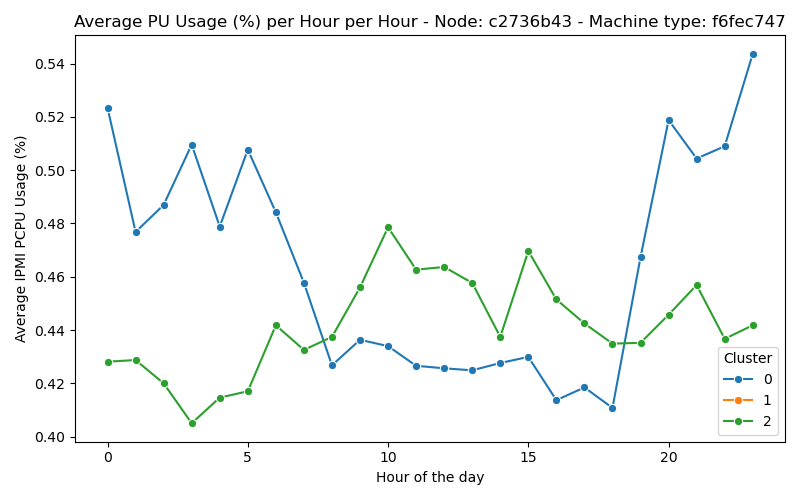 Average PU Usage (%) per Hour per Hour - Node: c2736b43 - Machine type: f6fec747
Average IPMI PCPU Usage (%)
0.54
0.52
0.50
0.48
0.46
0.44
0.42
0.40
0 5 10 15 20
Hour of the day
Cluster
0
1
2